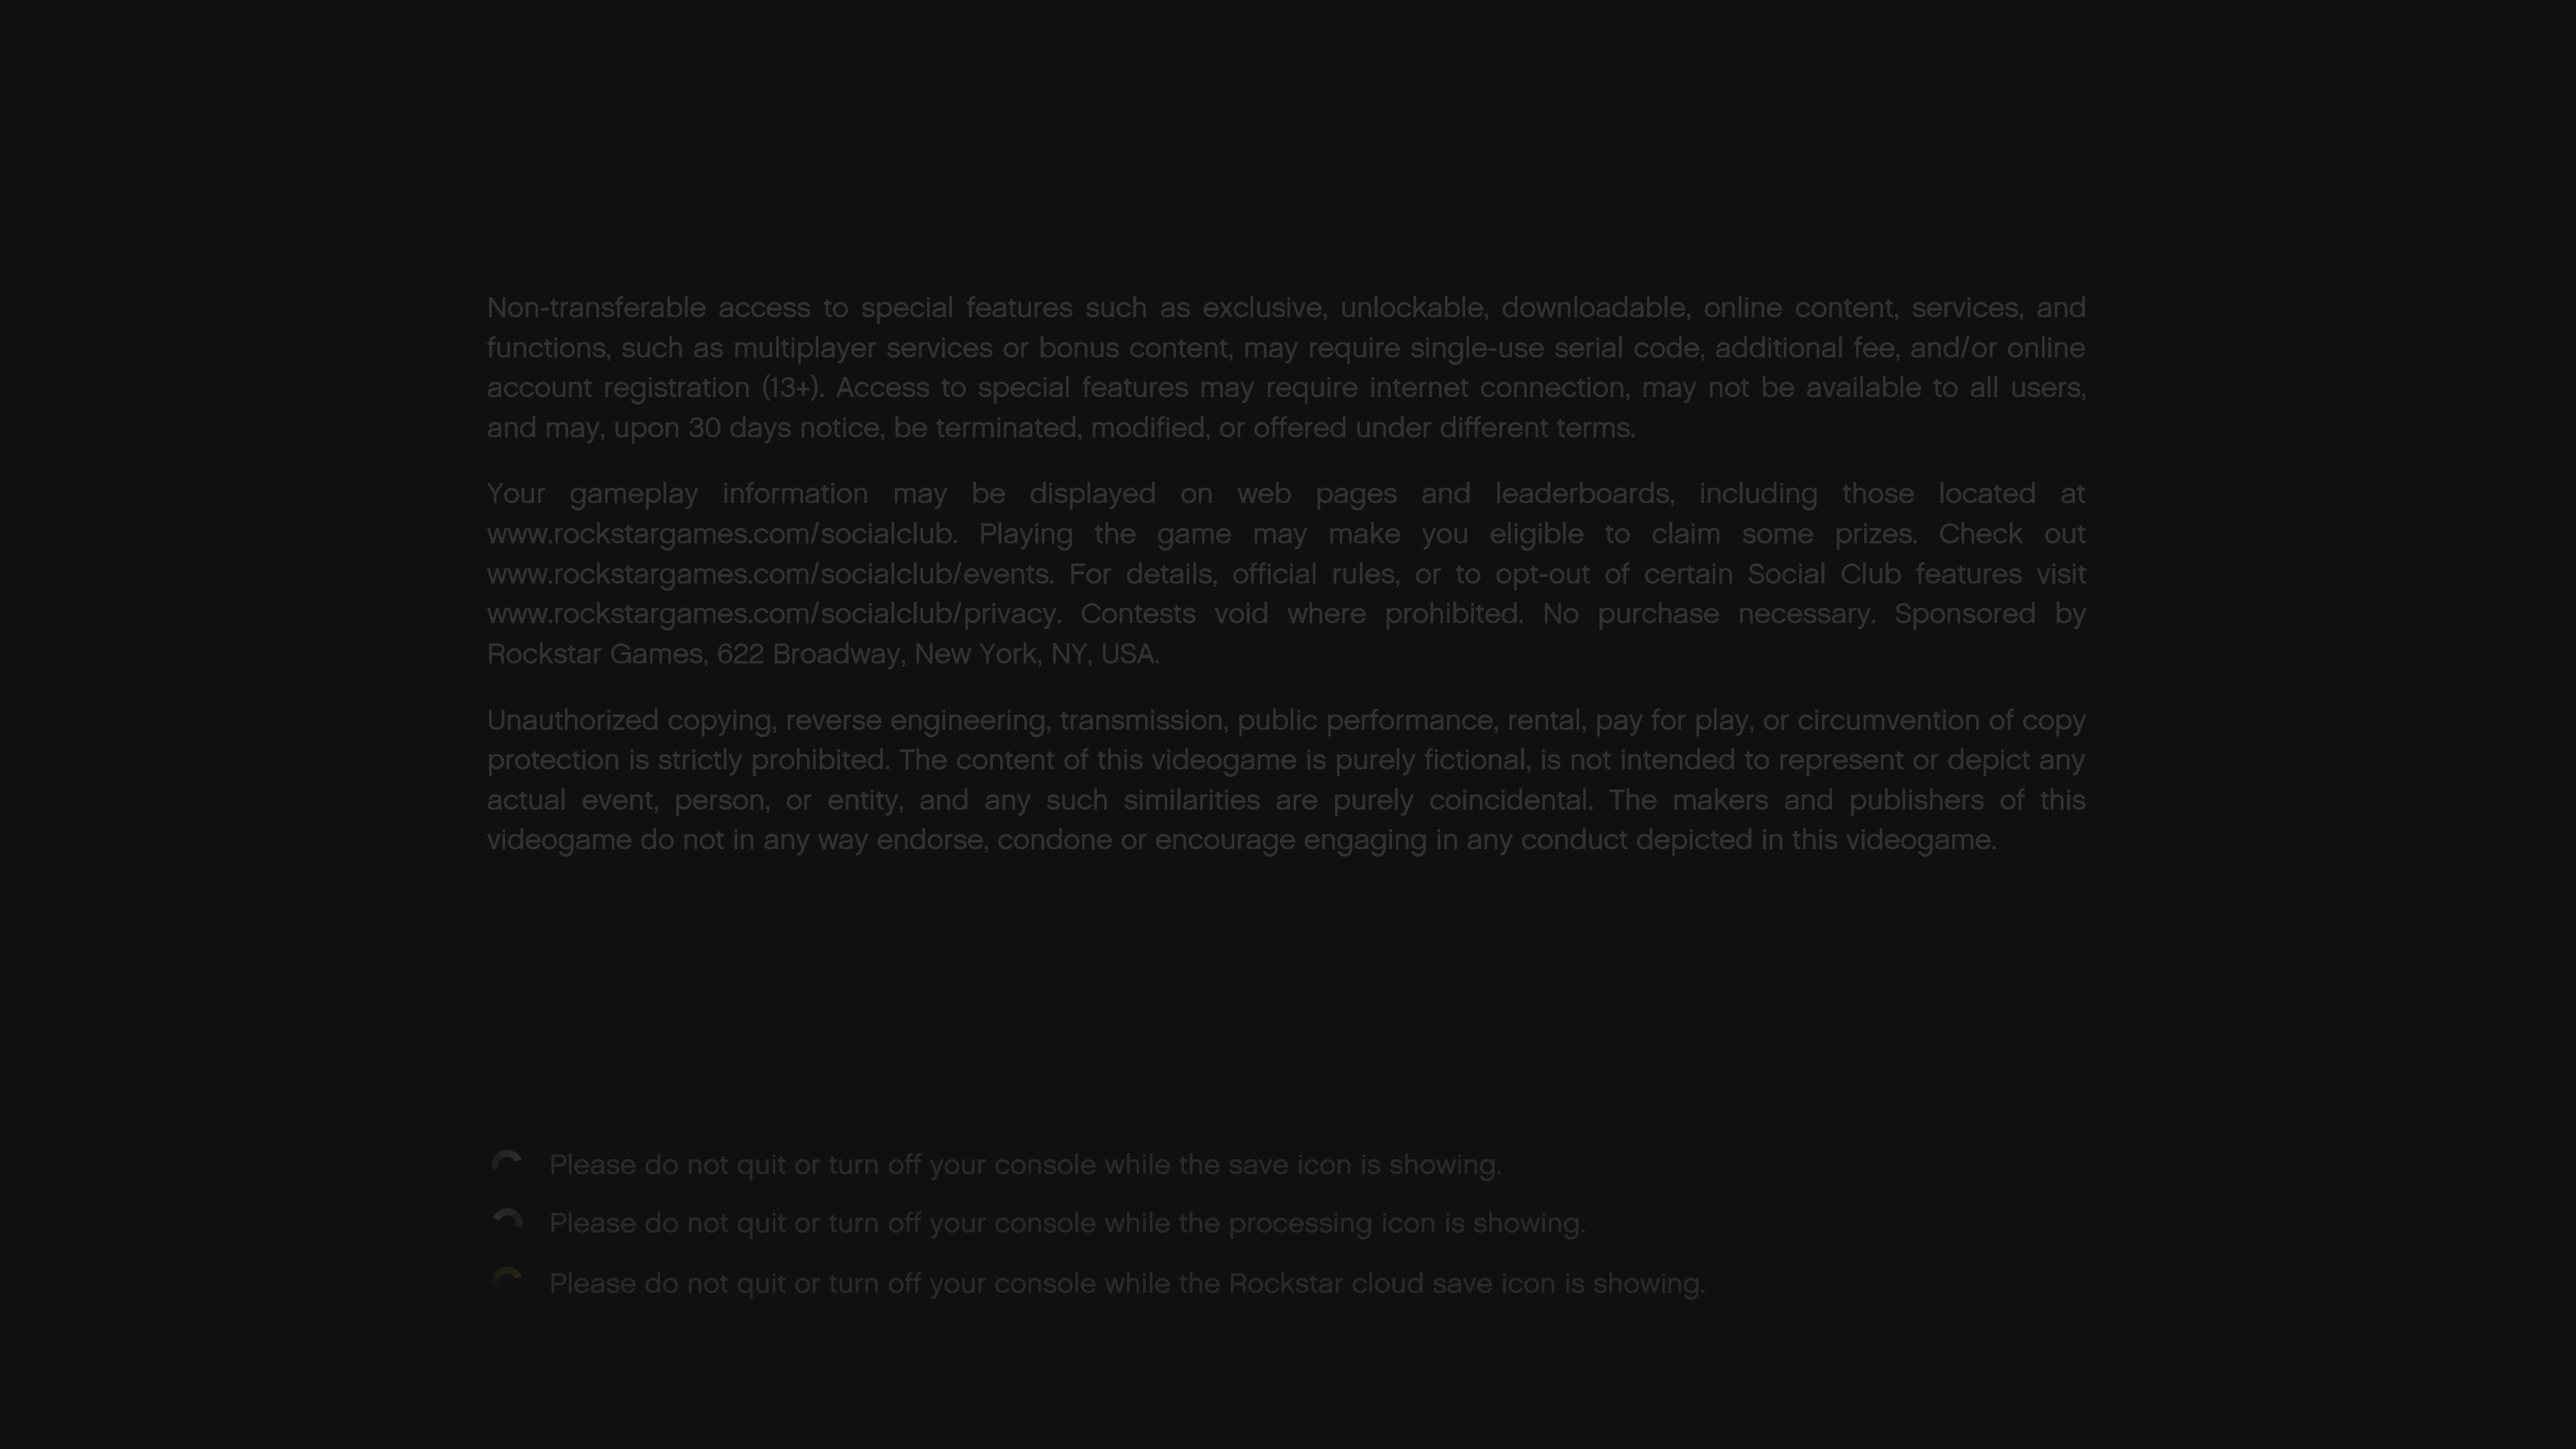 Non-transferable access to special features such as exclusive, unlockable, downloadable, online content, services, and
functions, such as multiplayer services or bonus content, may require single-use serial code, additional fee, and/or online
account registration (13+). Access to special features may require internet connection, may not be available to all users,
and may, upon 30 days notice, be terminated, modified, or offered under different terms.
Your gameplay information may be displayed on web pages and leaderboards, including those located at
www.rockstargames.com/socialclub. Playing the game may make you eligible to claim some prizes. Check out
www.rockstargames.com/socialclub/events. For details, official rules, or to opt-out of certain Social Club features visit
www.rockstargames.com/socialclub/privacy. Contests void where prohibited. No purchase necessary. Sponsored by
Rockstar Games, 622 Broadway, New York, NY, USA.
Unauthorized copying, reverse engineering, transmission, public performance, rental, pay for play, or circumvention of copy
protection is strictly prohibited. The content of this videogame is purely fictional, is not intended to represent or depict any
actual event, person, or entity, and any such similarities are purely coincidental. The makers and publishers of this
videogame do not in any way endorse, condone or encourage engaging in any conduct depicted in this videogame.
Please do not quit or turn off your console while the save icon is showing.
Please do not quit or turn off your console while the processing icon is showing.
Please do not quit or turn off your console while the Rockstar cloud save icon is showing.